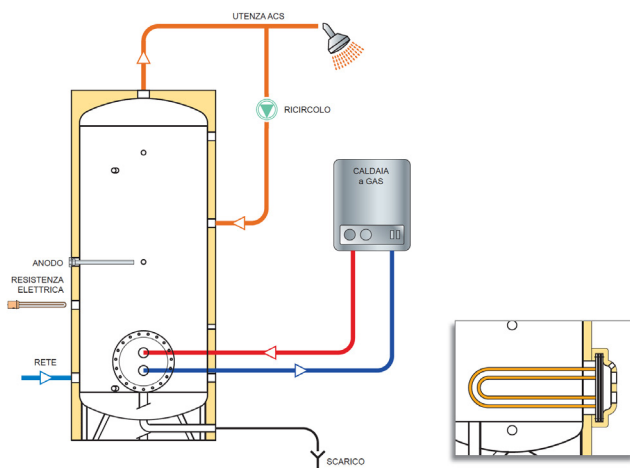 UTENZA ACS
RICIRCOLO
CALDAIA
a GAS
ANODO
RESISTENZA
ELETTRICA
RETE
SCARICO